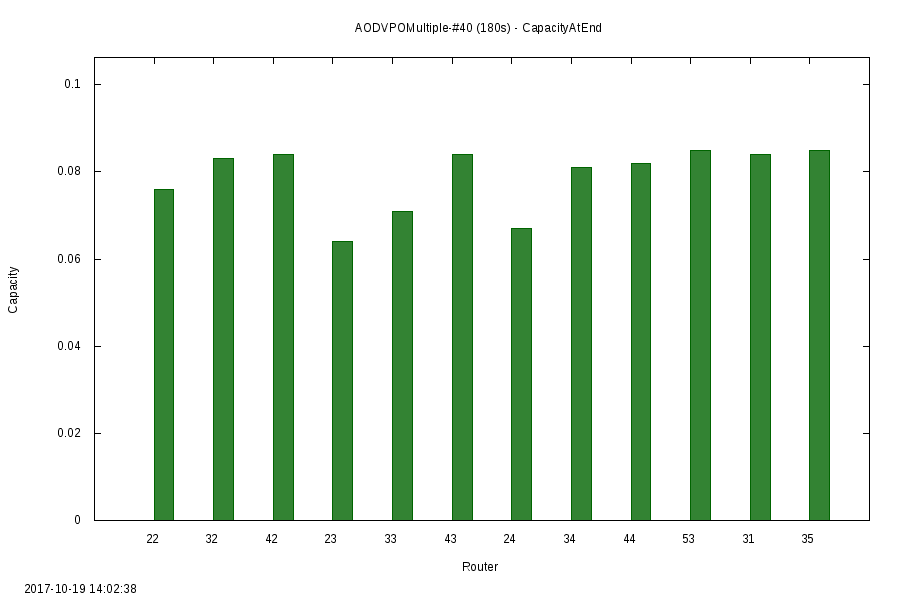 AODVPOMultiple-#40 (180s) - CapacityAtEnd
0.1
0.08
0.06
0.04
0.02
0
Capacity
22 32 42 23 33 43 24 34 44 53 31 35
Router
2017-10-19 14:02:38